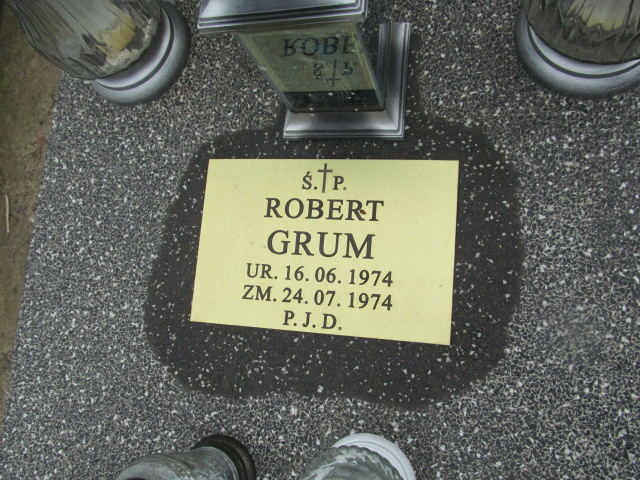 Ś.†P.
ROBERT
GRUM
UR. 16. 06. 1974
ZM. 24. 07. 1974
P. J. D.